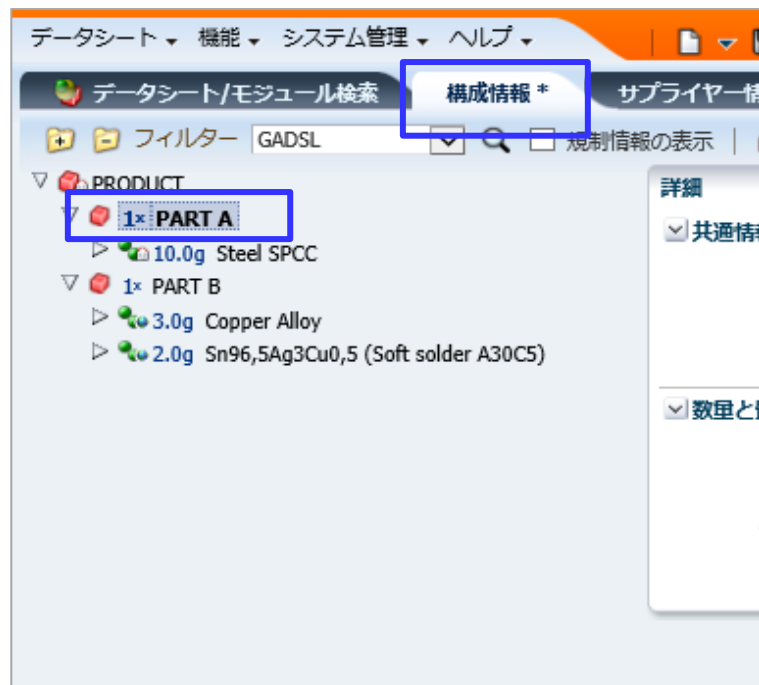 データシート 機能 システム管理 ヘルプ
データシート/モジュール検索 構成情報 * サプライヤー情
フィルター GADSL 規制情報の表示
PRODUCT
1x PART A
10.0g Steel SPCC
1x PART B
3.0g Copper Alloy
2.0g Sn96,5Ag3Cu0,5 (Soft solder A30C5)
詳細
共通情報
数量と